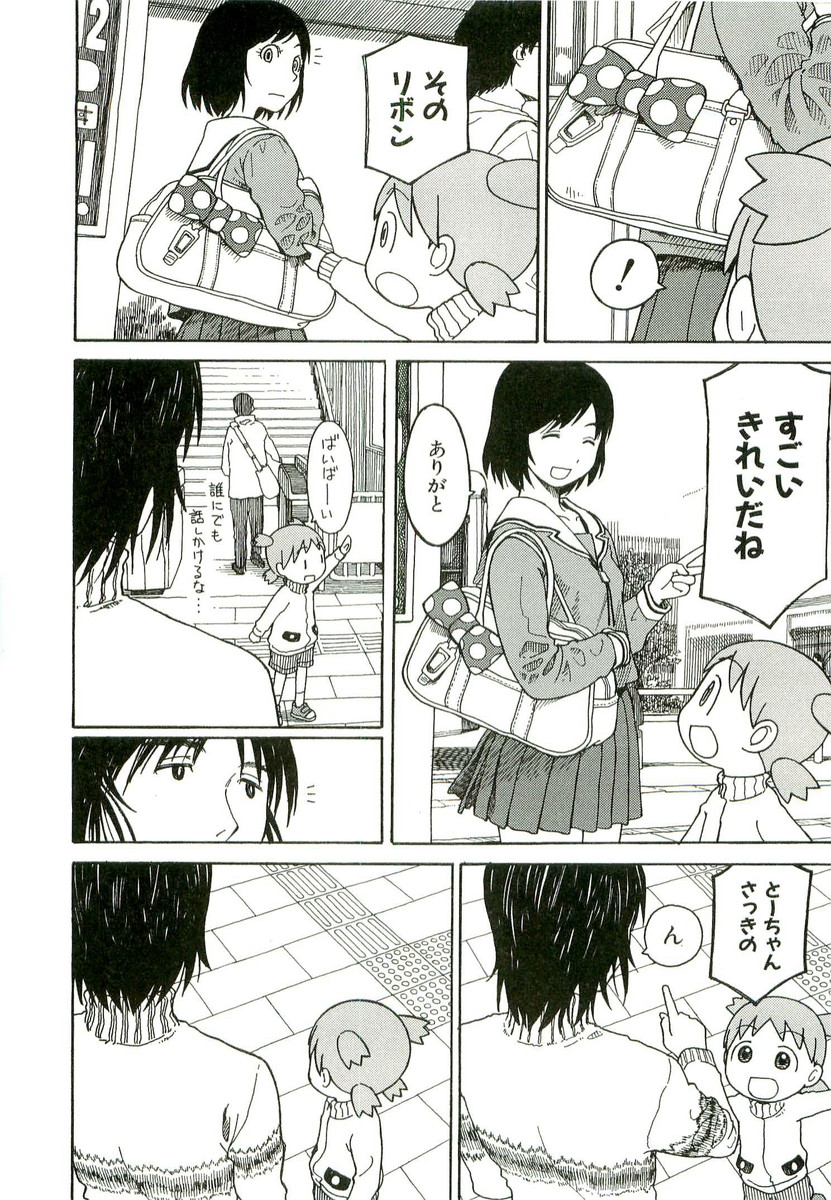 ！
その
リボン
2
す
すごい
きれいだね
ありがと
ばいばーい
誰にでも
話しかけるな…
とーちゃん
さっきの
ん